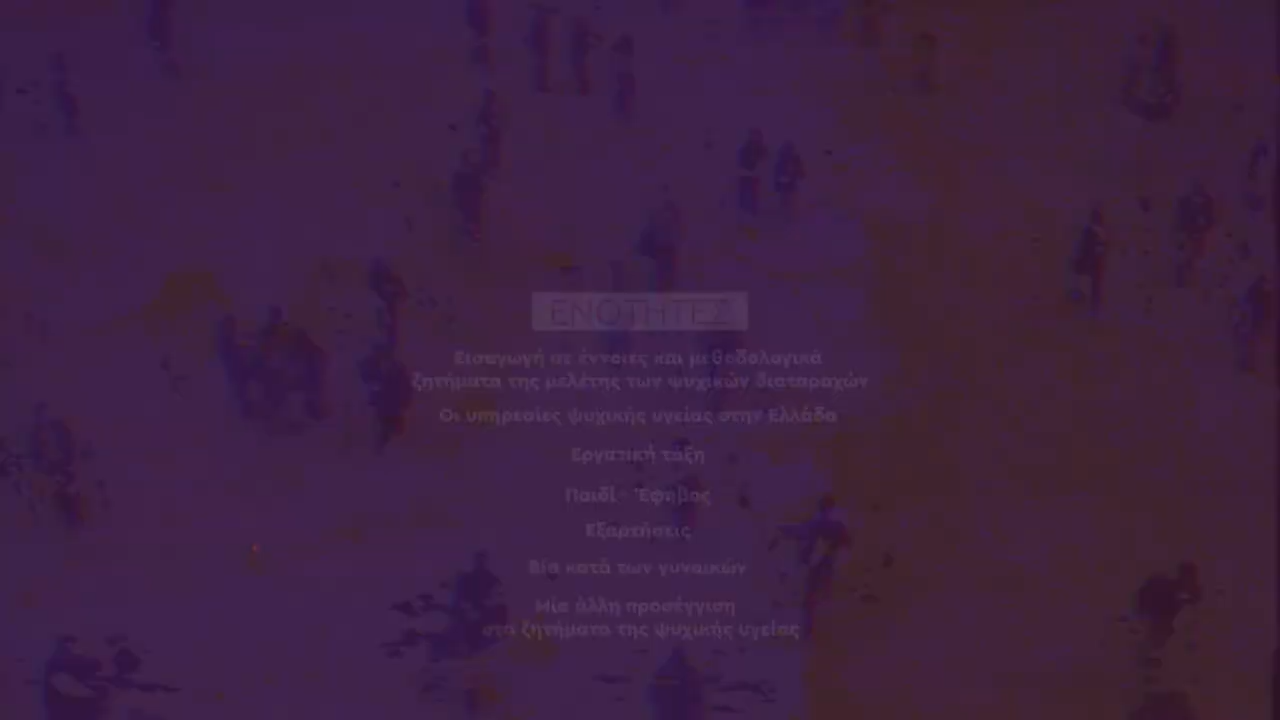 ΕΝΟΤΗΤΕΣ
Εισαγωγή σε έννοιες και μεθοδολογικά
ζητήματα της μελέτης των ψυχικών διαταραχών
Οι υπηρεσίες ψυχικής υγείας στην Ελλάδα
Εργατική τάξη
Παιδί - Έφηβος
Εξαρτήσεις
Βία κατά των γυναικών
Μία άλλη προσέγγιση
στα ζητήματα της ψυχικής υγείας